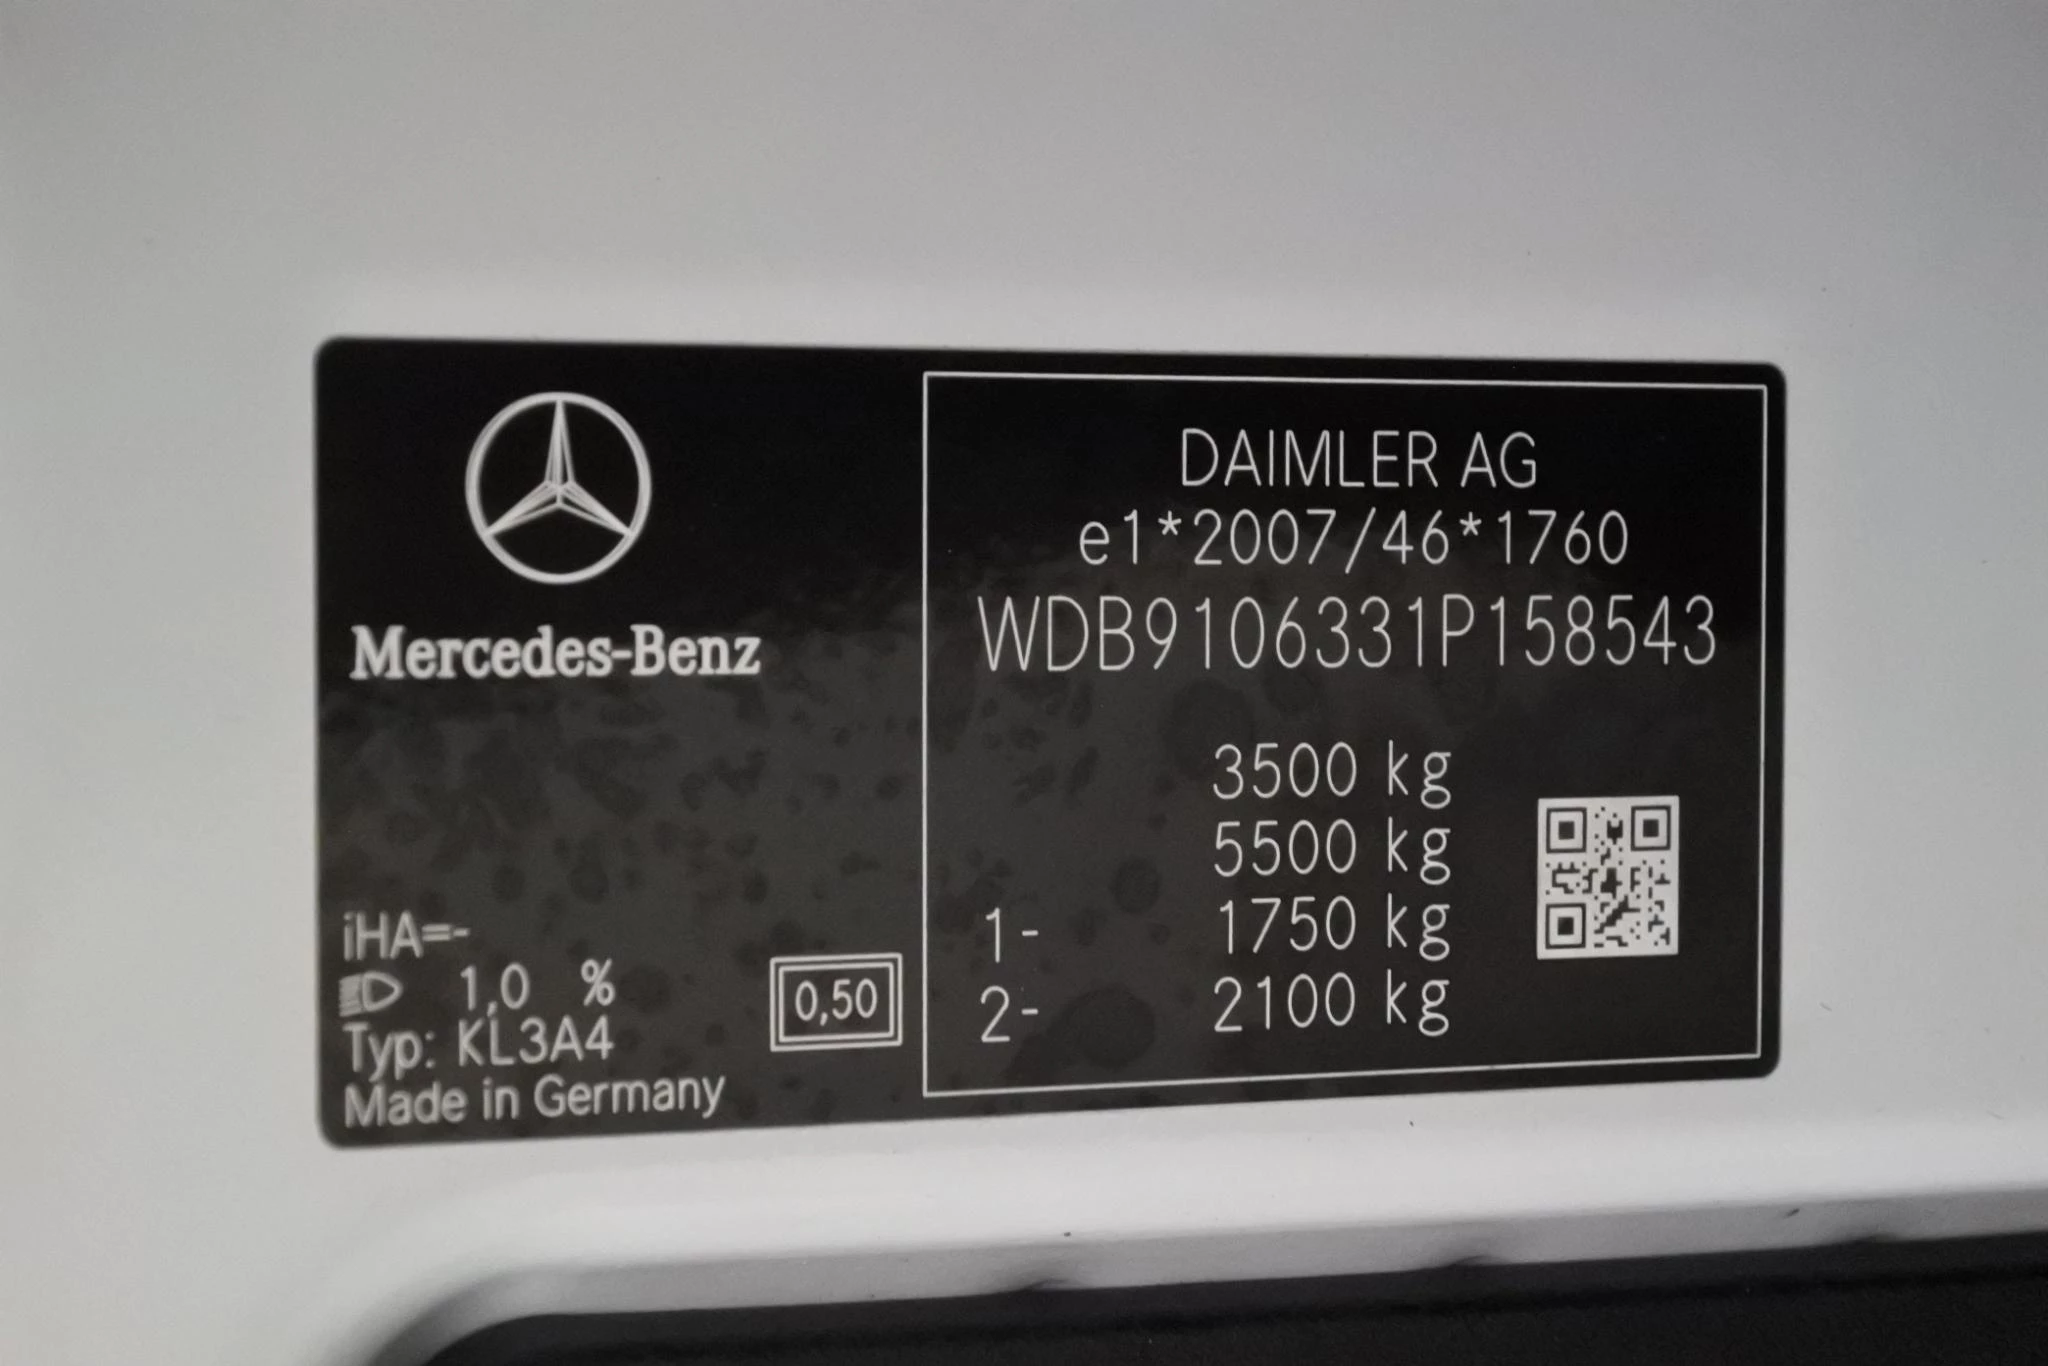 Mercedes-Benz
iHA=-
1,0 %
Typ: KL3A4
Made in Germany
0,50
DAIMLER AG
e1*2007/46*1760
WDB9106331P158543
3500 kg
5500 kg
1- 1750 kg
2- 2100 kg